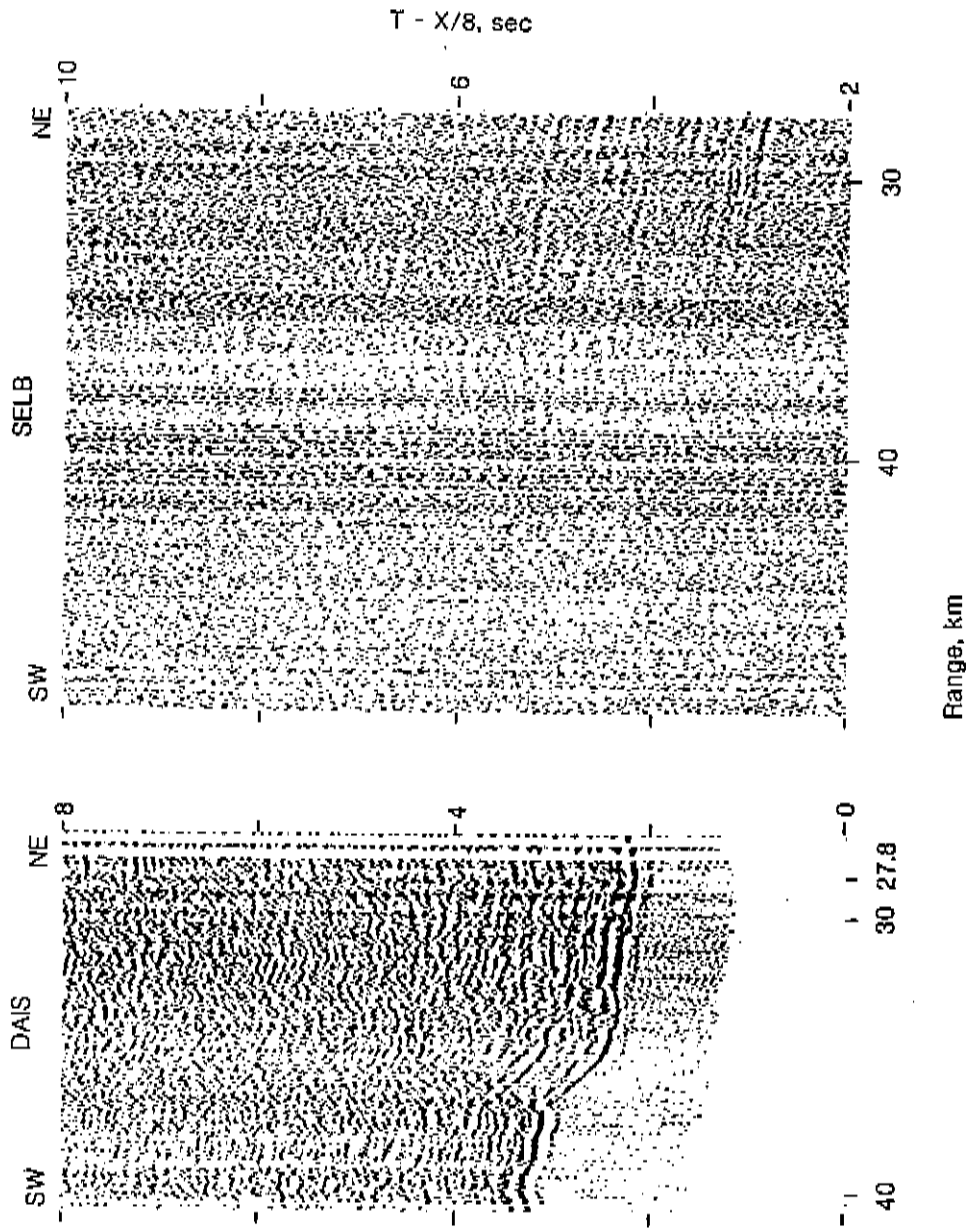 T - X/8, sec
SELB
SW
NE
10
6
2
30
40
DAIS
SW
NE
8
4
0
27.8
30
40
Range, km